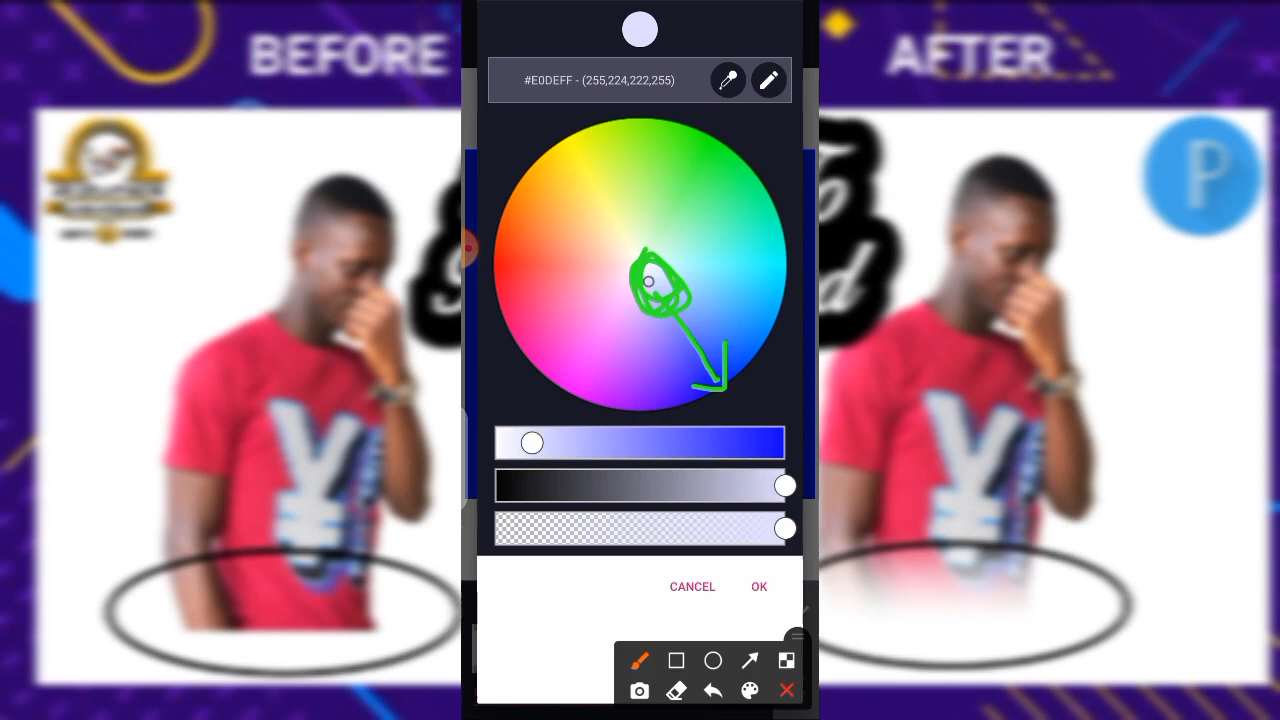 BEFORE
AFTER
#E0DEFF - (255,224,222,255)
P
CANCEL
OK